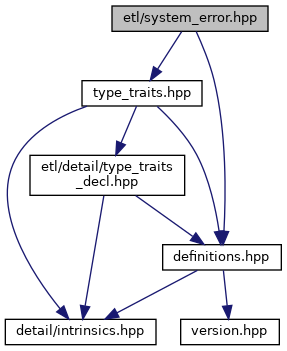 etl/system_error.hpp
type_traits.hpp
etl/detail/type_traits
_decl.hpp
definitions.hpp
detail/intrinsics.hpp
version.hpp